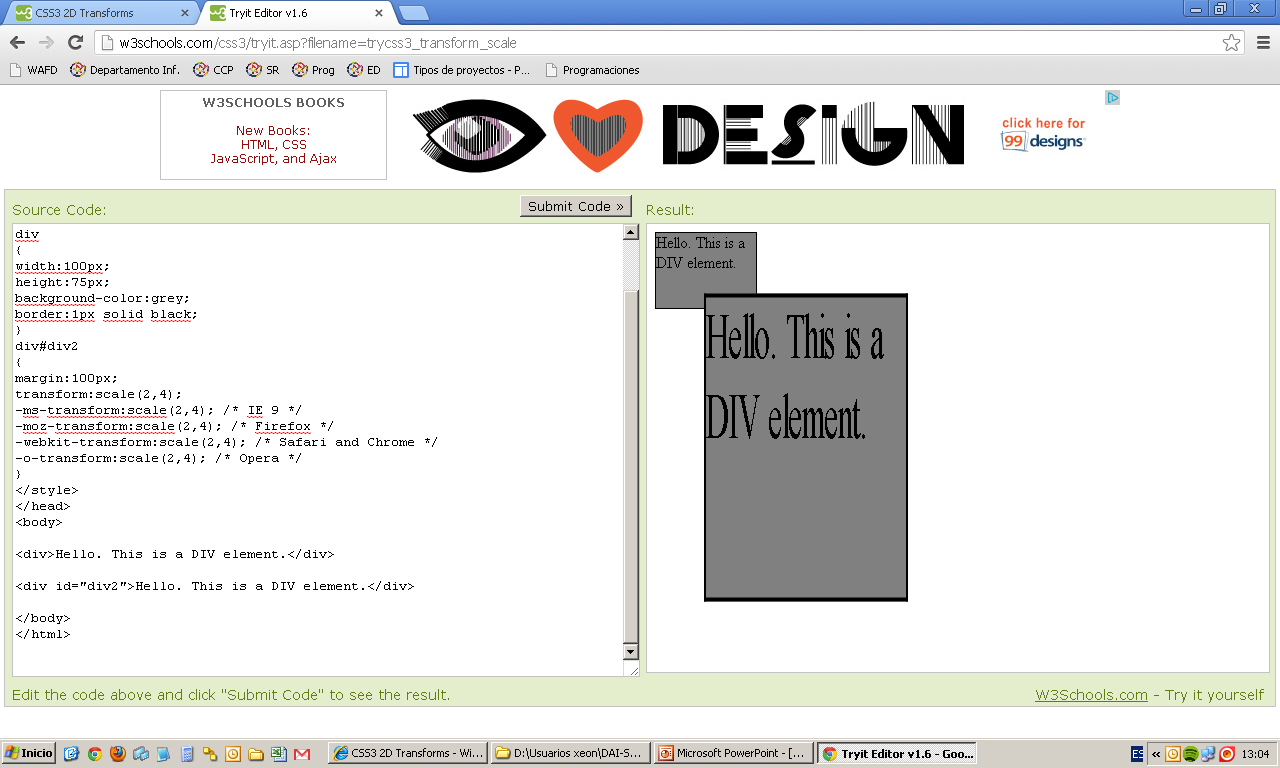 CSS3 2D Transforms
Tryit Editor v1.6
w3schools.com/css3/tryit.asp?filename=trycss3_transform_scale
WAFD
Departamento Inf.
CCP
SR
Prog
ED
Tipos de proyectos - P...
Programaciones
W3SCHOOLS BOOKS
New Books:
HTML, CSS
JavaScript, and Ajax
DESIGN
click here for
99 designs
Source Code:
Submit Code »
Result:
div
{
width:100px;
height:75px;
background-color:grey;
border:1px solid black;
}
div#div2
{
margin:100px;
transform:scale(2,4);
-ms-transform:scale(2,4); /* IE 9 */
-moz-transform:scale(2,4); /* Firefox */
-webkit-transform:scale(2,4); /* Safari and Chrome */
-o-transform:scale(2,4); /* Opera */
}
</style>
</head>
<body>
<div>Hello. This is a DIV element.</div>
<div id="div2">Hello. This is a DIV element.</div>
</body>
</html>
Hello. This is a
DIV element.
Hello. This is a
DIV element.
Edit the code above and click "Submit Code" to see the result.
W3Schools.com - Try it yourself
Inicio
CSS3 2D Transforms - Wi...
D:\Usuarios xeon\DAI-S...
Microsoft PowerPoint - [...
Tryit Editor v1.6 - Goo...
ES
«
13:04